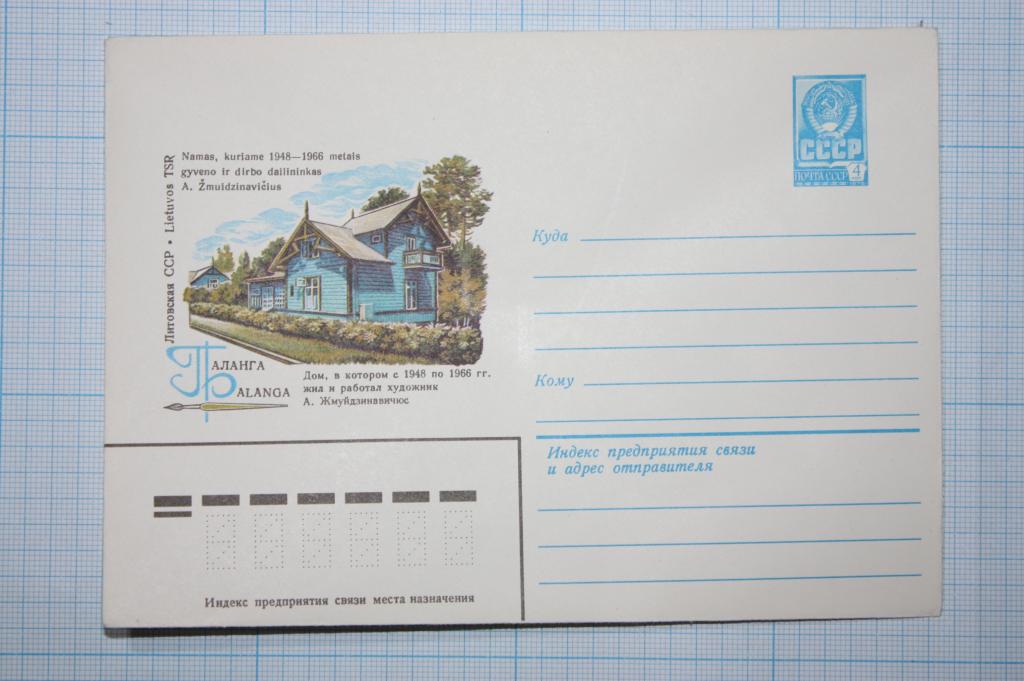 Литовская ССР • Lietuvos TSR
Namas, kuriame 1948—1966 metais
gyveno ir dirbo dailininkas
A. Žmuidzinavičius
ПАЛАНГА
PALANGA
Дом, в котором с 1948 по 1966 гг.
жил и работал художник
А. Жмуйдзинавичюс
СССР
ПОЧТА СССР 4
Куда
Кому
Индекс предприятия связи
и адрес отправителя
Индекс предприятия связи места назначения